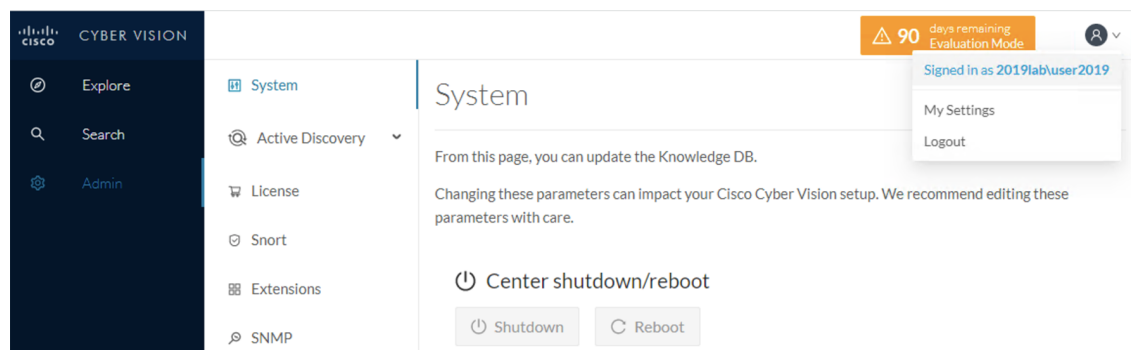 cisco CYBER VISION
90 days remaining
Evaluation Mode
Signed in as 2019lab\user2019
My Settings
Logout
Explore
Search
Admin
System
Active Discovery
License
Snort
Extensions
SNMP
System
From this page, you can update the Knowledge DB.
Changing these parameters can impact your Cisco Cyber Vision setup. We recommend editing these
parameters with care.
Center shutdown/reboot
Shutdown
Reboot